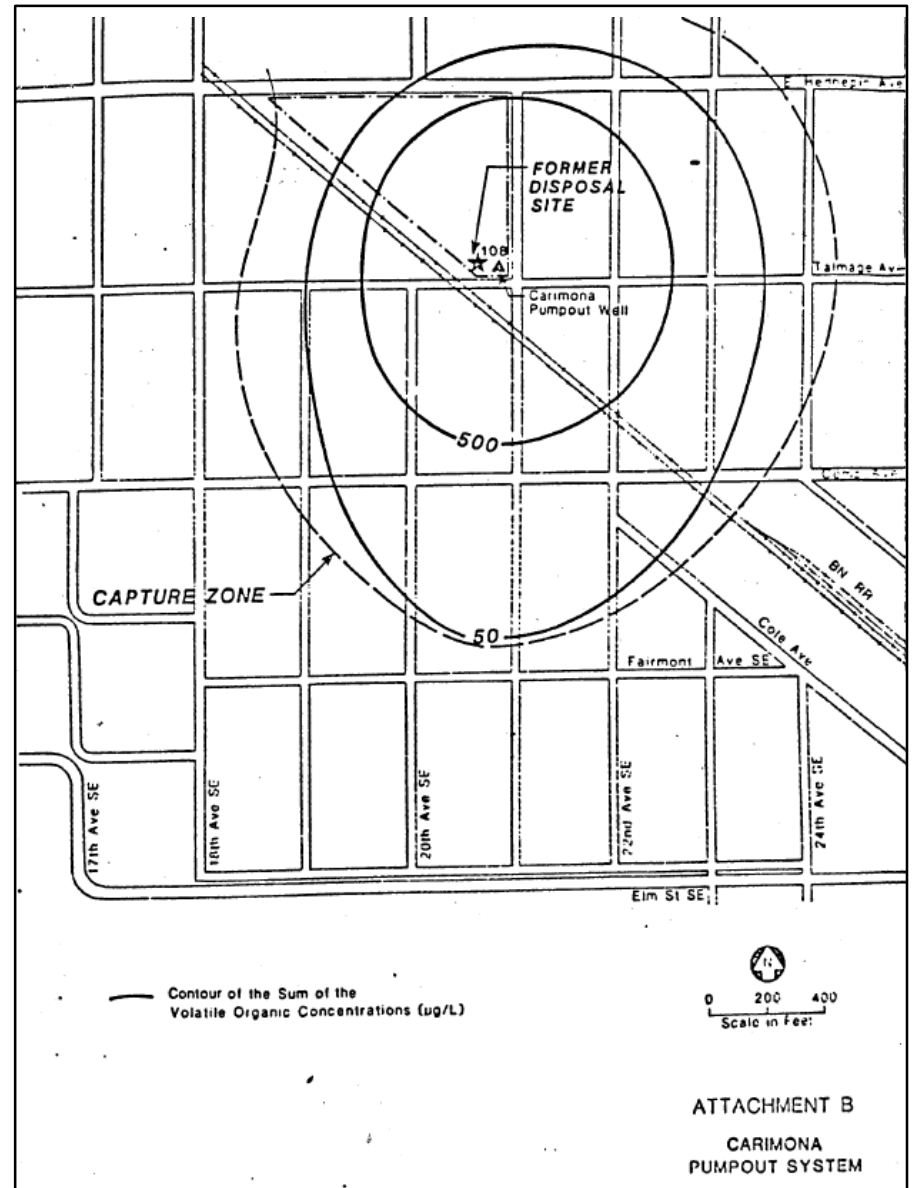 E Hennepin Ave
FORMER
DISPOSAL
SITE
108
Talmage Ave
Carimona
Pumpout Well
500
CAPTURE ZONE
BN RR
50
Cole Ave
Fairmont Ave SE
17th Ave SE
18th Ave SE
20th Ave SE
22nd Ave SE
24th Ave SE
Elm St SE
N
Contour of the Sum of the
Volatile Organic Concentrations (ug/L)
0 200 400
Scale in Feet
ATTACHMENT B
CARIMONA
PUMPOUT SYSTEM